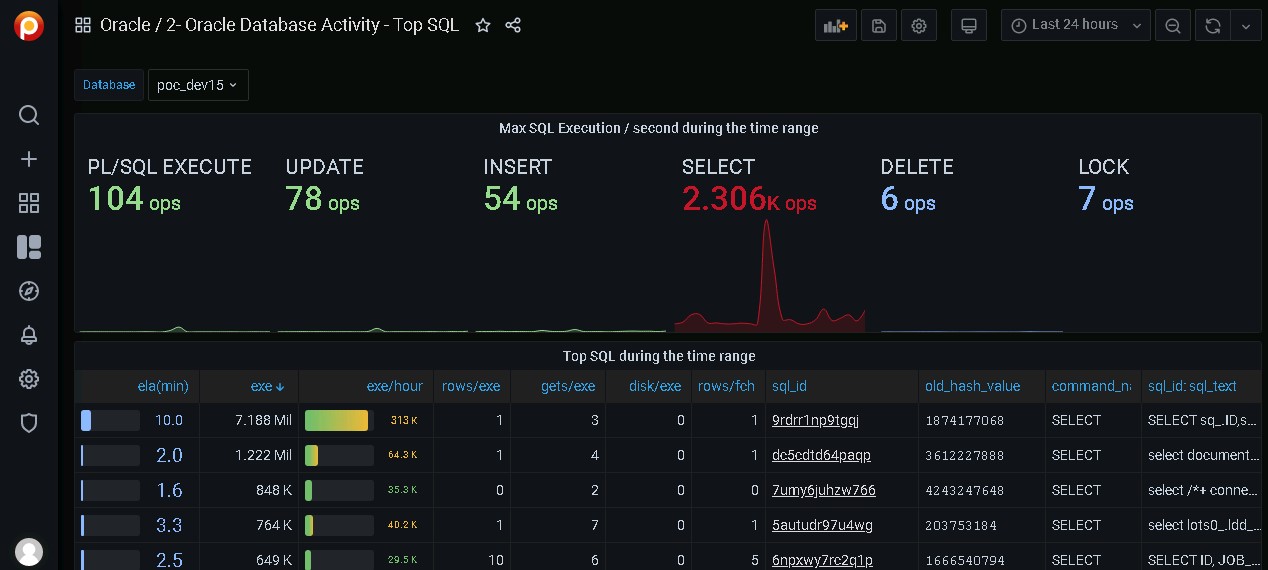 Oracle / 2- Oracle Database Activity - Top SQL
Last 24 hours
Database poc_dev15
Max SQL Execution / second during the time range
PL/SQL EXECUTE UPDATE INSERT SELECT DELETE LOCK
104 ops 78 ops 54 ops 2.306K ops 6 ops 7 ops
Top SQL during the time range
ela(min) exe exe/hour rows/exe gets/exe disk/exe rows/fch sql_id old_hash_value command_n sql_id: sql_text
10.0 7.188 Mil 313 K 1 3 0 1 9rdrr1np9tgqj 1874177068 SELECT SELECT sq_.ID,s...
2.0 1.222 Mil 64.3 K 1 4 0 1 dc5cdtd64paqp 3612227888 SELECT select document...
1.6 848 K 35.3 K 0 2 0 0 7umy6juhzw766 4243247648 SELECT select /*+ conne...
3.3 764 K 40.2 K 1 7 0 1 5autudr97u4wg 203753184 SELECT select lots0_.ldd_...
2.5 649 K 29.5 K 10 6 0 5 6npxwy7rc2q1p 1666540794 SELECT SELECT ID, JOB_...